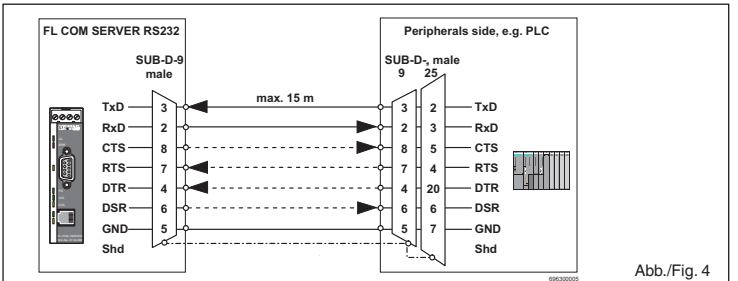 FL COM SERVER RS232
Peripherals side, e.g. PLC
SUB-D-9
male
SUB-D-, male
9 25
max. 15 m
TxD 3 3 2 TxD
RxD 2 2 3 RxD
CTS 8 8 5 CTS
RTS 7 7 4 RTS
DTR 4 4 20 DTR
DSR 6 6 6 DSR
GND 5 5 7 GND
Shd Shd
696300005
Abb./Fig. 4